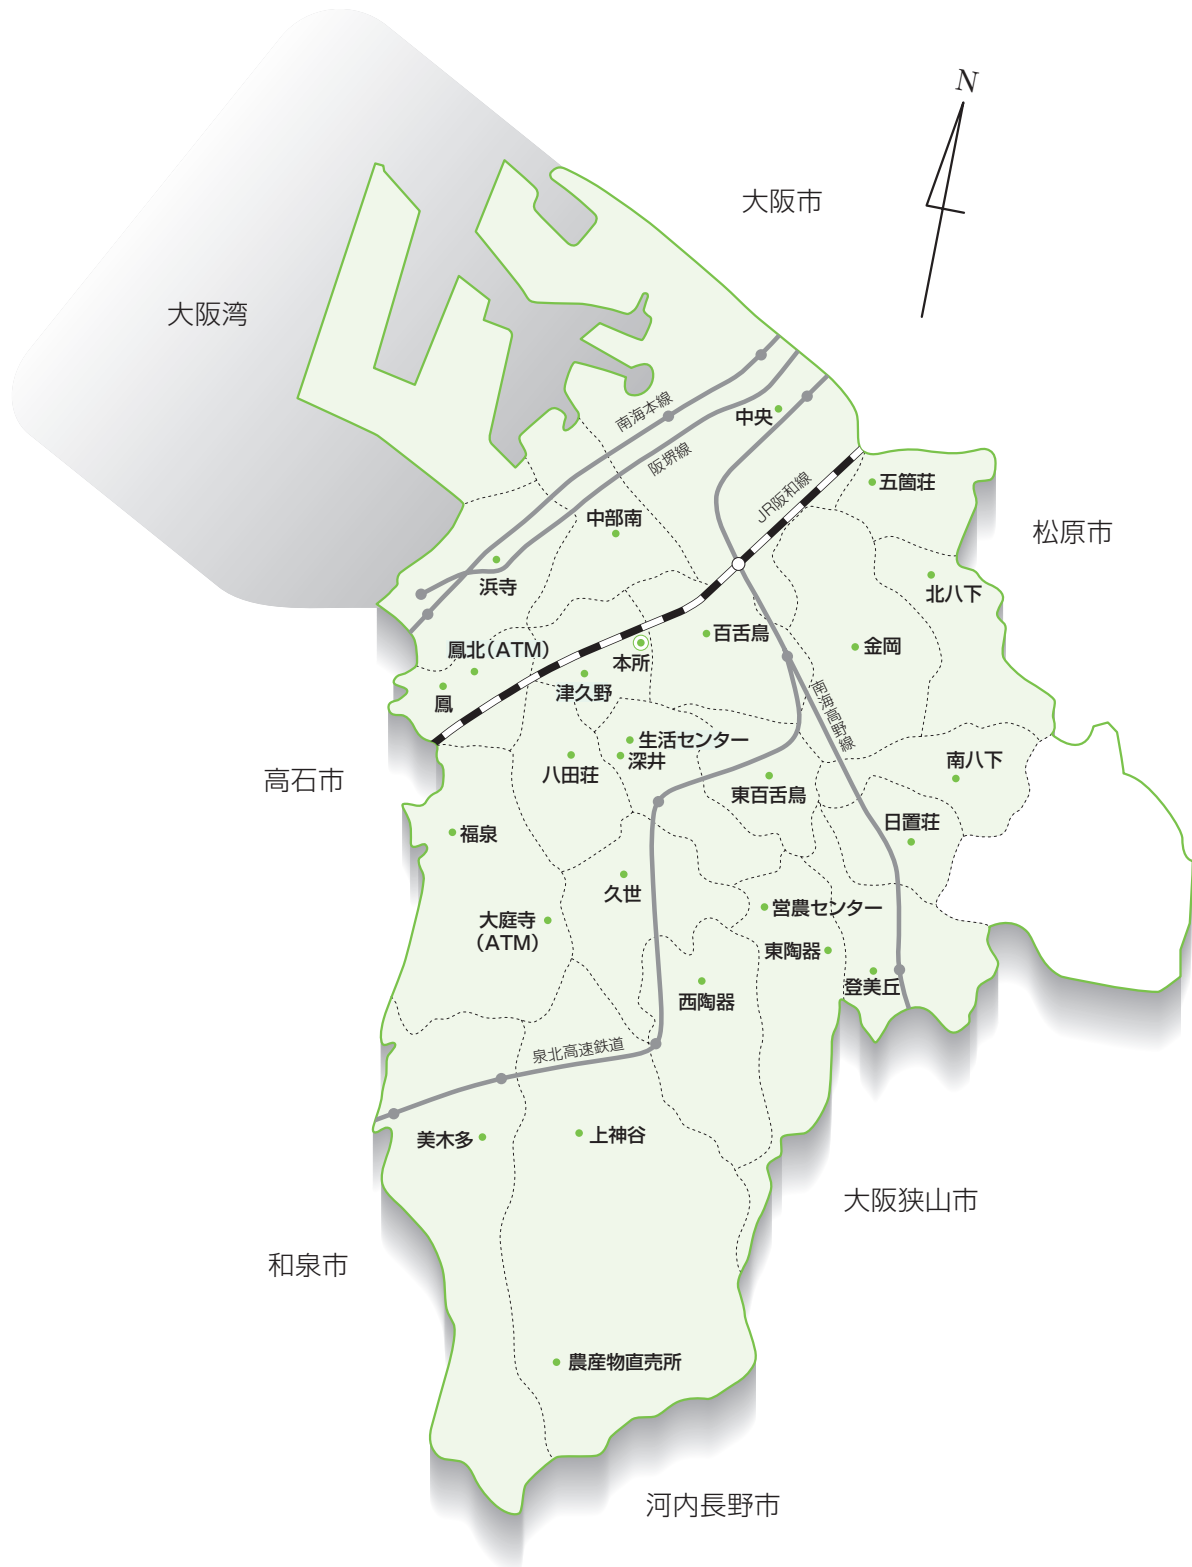 N
大阪市
大阪湾
南海本線
中央
阪堺線
JR阪和線
五箇荘
中部南
松原市
浜寺
北八下
百舌鳥
金岡
鳳北（ATM）
本所
津久野
鳳
南海高野線
生活センター
深井
八田荘
南八下
高石市
東百舌鳥
日置荘
福泉
久世
営農センター
大庭寺
（ATM）
東陶器
登美丘
西陶器
泉北高速鉄道
美木多
上神谷
大阪狭山市
和泉市
農産物直売所
河内長野市